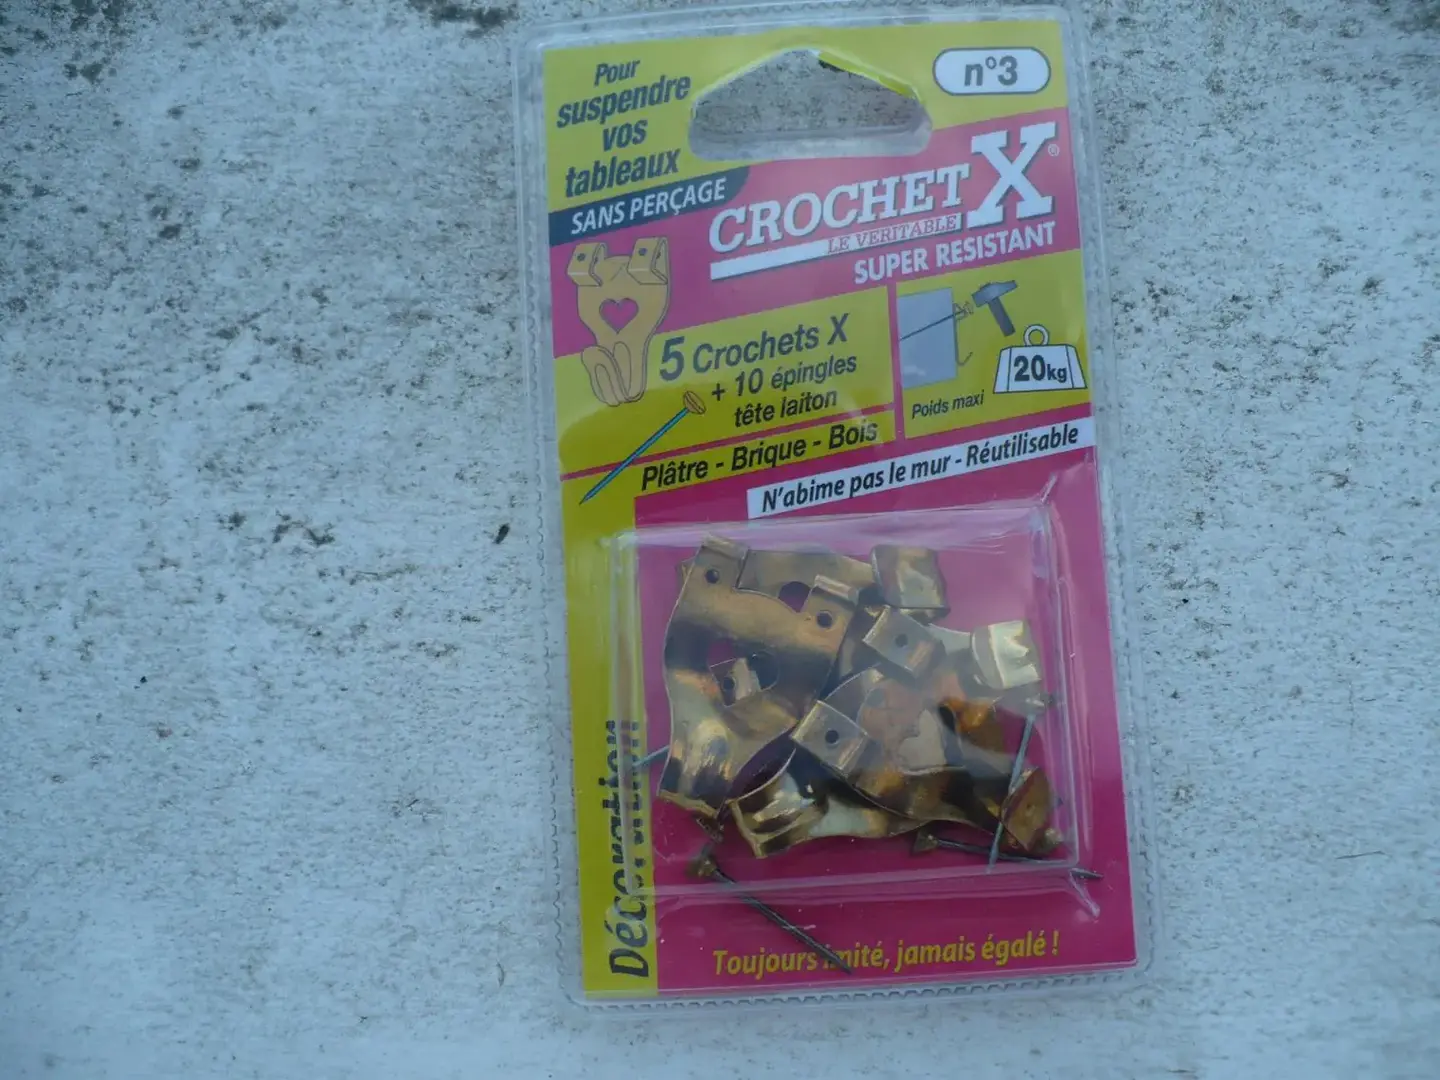 Pour
suspendre
vos
tableaux
SANS PERÇAGE
n°3
CROCHET X®
LE VERITABLE
SUPER RESISTANT
5 Crochets X
+ 10 épingles
tête laiton
20kg
Poids maxi
Plâtre - Brique - Bois
N'abime pas le mur - Réutilisable
Décoration
Toujours imité, jamais égalé !